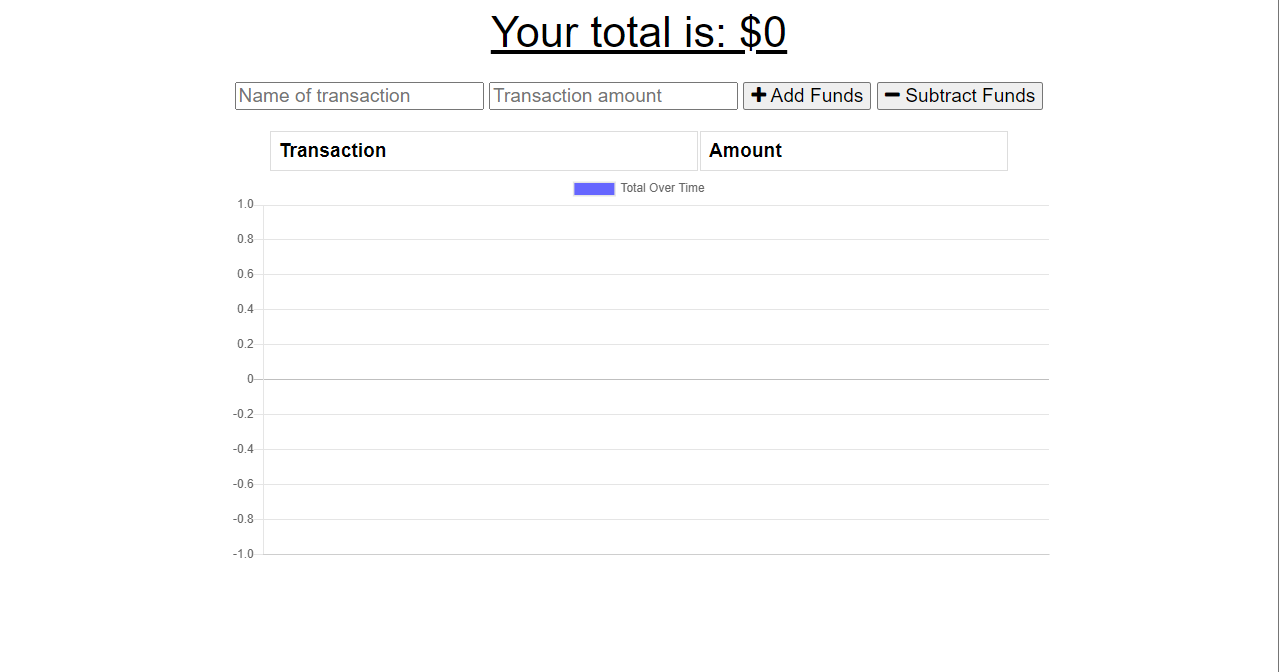 Your total is: $0
Name of transaction Transaction amount Add Funds Subtract Funds
Transaction Amount
Total Over Time
1.0
0.8
0.6
0.4
0.2
0
-0.2
-0.4
-0.6
-0.8
-1.0